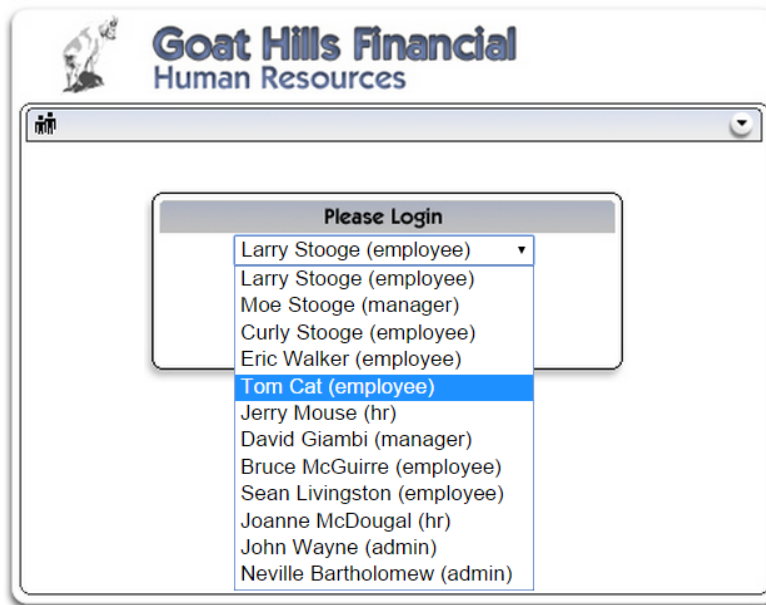 Goat Hills Financial
Human Resources
Please Login
Larry Stooge (employee)
Larry Stooge (employee)
Moe Stooge (manager)
Curly Stooge (employee)
Eric Walker (employee)
Tom Cat (employee)
Jerry Mouse (hr)
David Giambi (manager)
Bruce McGuirre (employee)
Sean Livingston (employee)
Joanne McDougal (hr)
John Wayne (admin)
Neville Bartholomew (admin)